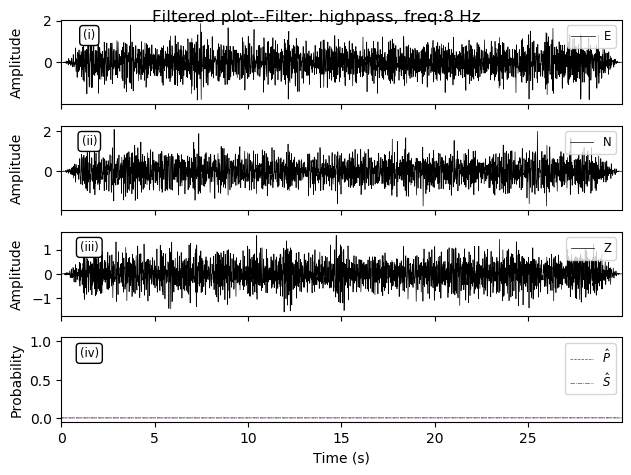 Filtered plot--Filter: highpass, freq:8 Hz
2
0
Amplitude
(i)
E
2
0
Amplitude
(ii)
N
1
0
−1
Amplitude
(iii)
Z
1.0
0.5
0.0
Probability
(iv)
P̂
Ŝ
0 5 10 15 20 25
Time (s)